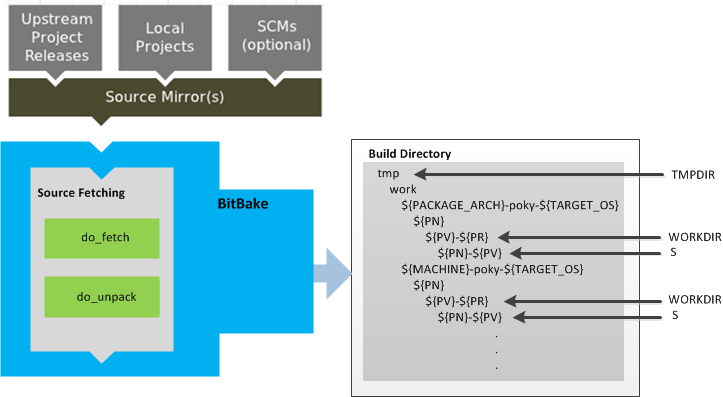 Upstream
Project
Releases
Local
Projects
SCMs
(optional)
Source Mirror(s)
Source Fetching
do_fetch
do_unpack
BitBake
Build Directory
tmp
TMPDIR
work
${PACKAGE_ARCH}-poky-${TARGET_OS}
${PN}
${PV}-${PR}
WORKDIR
${PN}-${PV}
S
${MACHINE}-poky-${TARGET_OS}
${PN}
${PV}-${PR}
WORKDIR
${PN}-${PV}
S
.
.
.